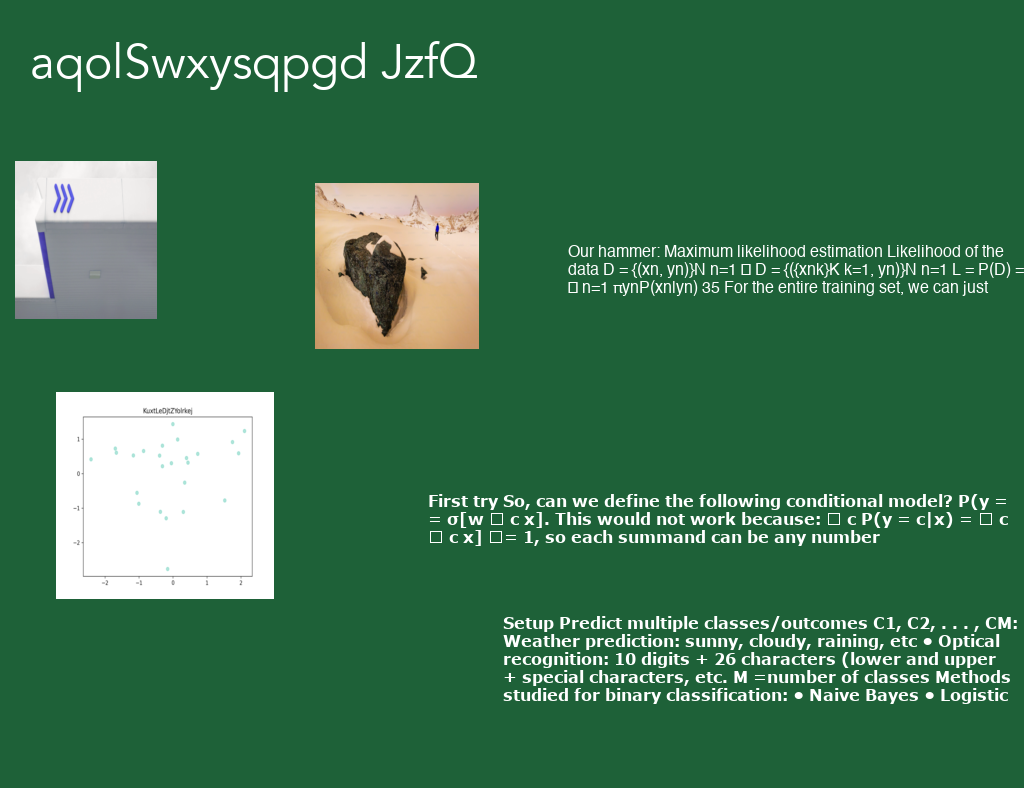 aqolSwxysqpgd JzfQ
Our hammer: Maximum likelihood estimation Likelihood of the
data D = {(xn, yn)}N n=1 □ D = {({xnk}K k=1, yn)}N n=1 L = P(D) =
□ n=1 πynP(xn|yn) 35 For the entire training set, we can just
KuxtLeDjtZYolrkej
1
0
−1
−2
−2 −1 0 1 2
First try So, can we define the following conditional model? P(y =
= σ[w □ c x]. This would not work because: □ c P(y = c|x) = □ c
□ c x] □= 1, so each summand can be any number
Setup Predict multiple classes/outcomes C1, C2, . . . , CM:
Weather prediction: sunny, cloudy, raining, etc • Optical
recognition: 10 digits + 26 characters (lower and upper
+ special characters, etc. M =number of classes Methods
studied for binary classification: • Naive Bayes • Logistic